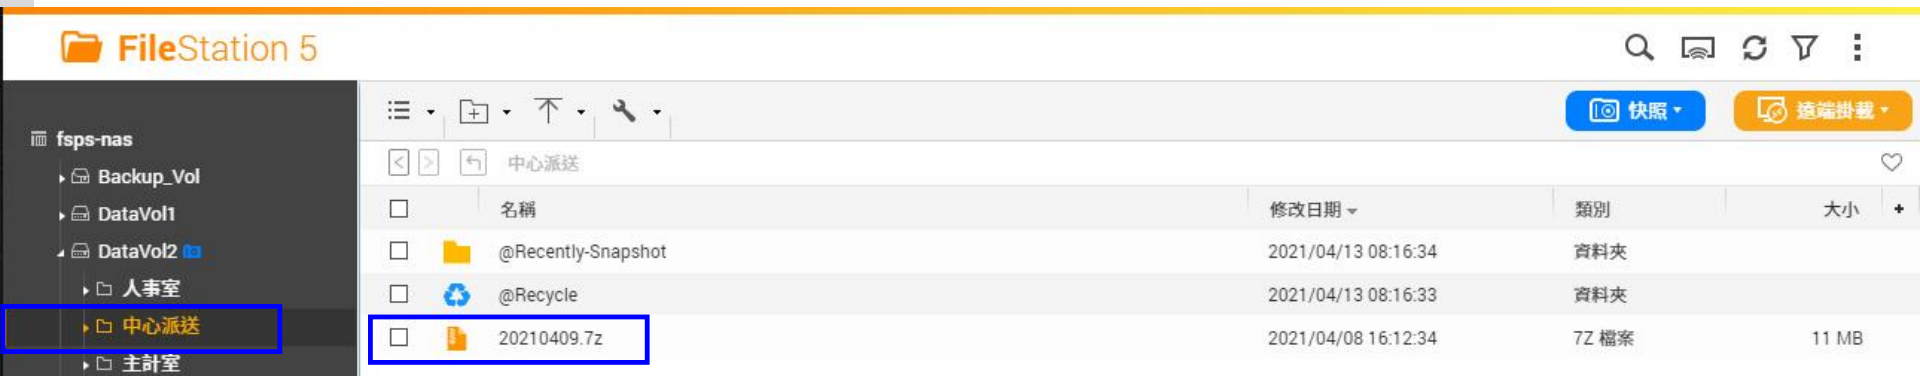 FileStation 5
fsps-nas
Backup_Vol
DataVol1
DataVol2
人事室
中心派送
主計室
快照
遠端掛載
中心派送
名稱 修改日期 類別 大小
@Recently-Snapshot 2021/04/13 08:16:34 資料夾
@Recycle 2021/04/13 08:16:33 資料夾
20210409.7z 2021/04/08 16:12:34 7Z 檔案 11 MB